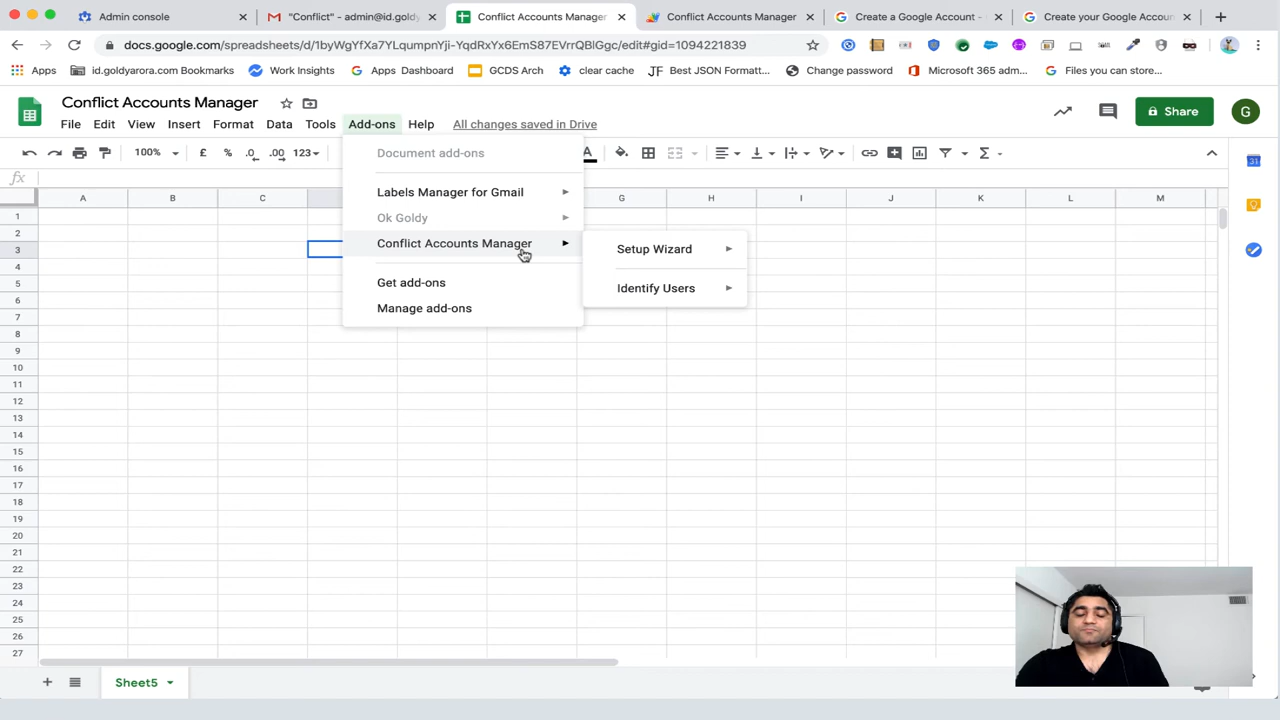 Admin console
"Conflict" - admin@id.goldy
Conflict Accounts Manager
Conflict Accounts Manager
Create a Google Account -
Create your Google Accoun
docs.google.com/spreadsheets/d/1byWgYfXa7YLqumpnYi-YqdRxYx6EmS87EVrrQBlGgc/edit#gid=1094221839
Apps
id.goldyarora.com Bookmarks
Work Insights
Apps Dashboard
GCDS Arch
clear cache
Best JSON Formatt...
Change password
Microsoft 365 adm...
Files you can store...
Conflict Accounts Manager
File Edit View Insert Format Data Tools Add-ons Help All changes saved in Drive
Share
G
100% £ % .0 .00 123
A
fx
A B C G H I J K L M
Document add-ons
Labels Manager for Gmail
Ok Goldy
Conflict Accounts Manager
Get add-ons
Manage add-ons
Setup Wizard
Identify Users
1
2
3
4
5
6
7
8
9
10
11
12
13
14
15
16
17
18
19
20
21
22
23
24
25
26
27
Sheet5